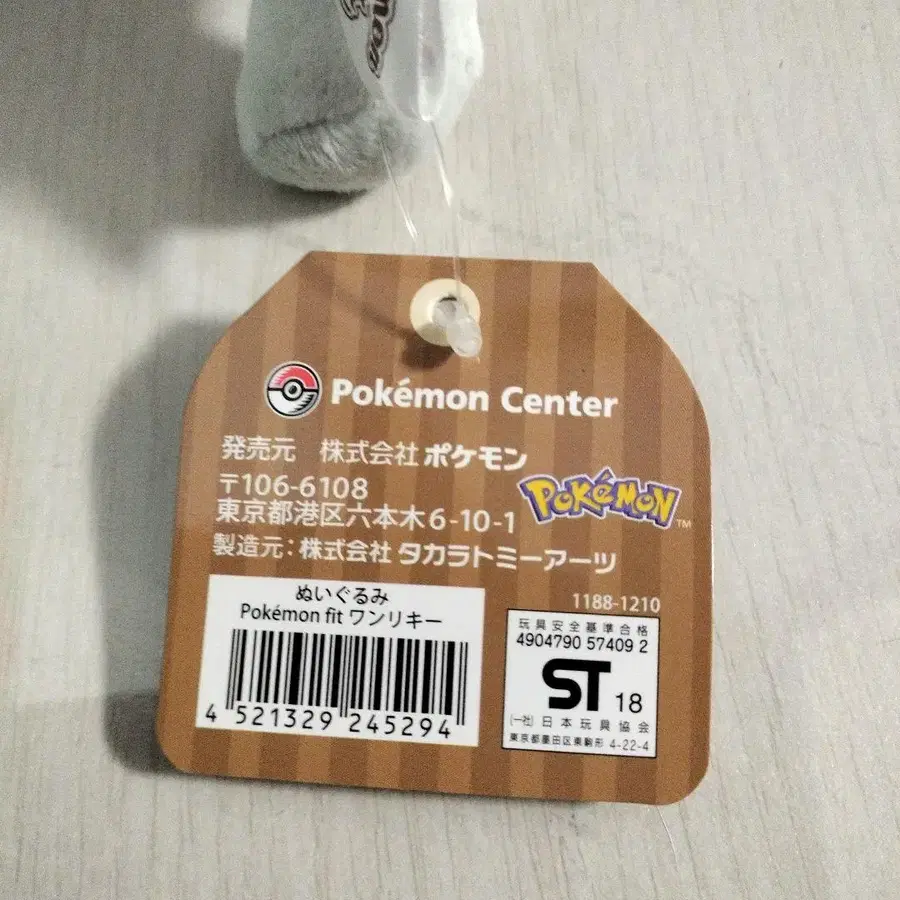 Pokémon Center
発売元 株式会社 ポケモン
〒106-6108
東京都港区六本木6-10-1
POKéMON™
製造元：株式会社 タカラトミーアーツ
1188-1210
ぬいぐるみ
Pokémon fit ワンリキー
4 521329 245294
玩具安全基準合格
4904790 57409 2
ST 18
(一社) 日本玩具協会
東京都墨田区東駒形 4-22-4